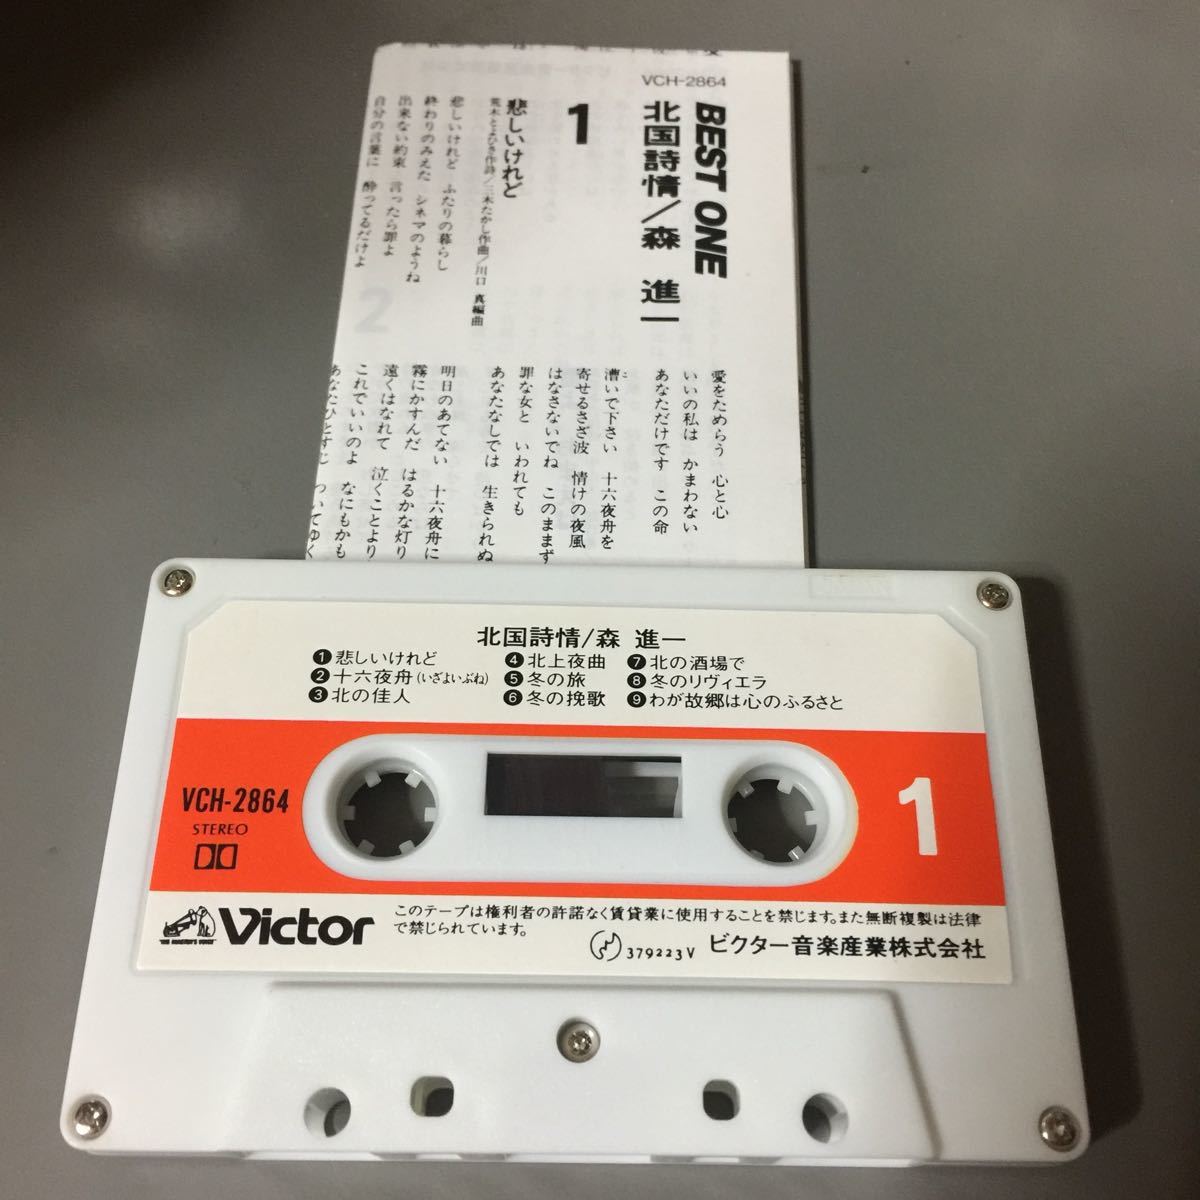 VCH-2864
BEST ONE
北国詩情/森 進一
1
悲しいけれど
荒木とよひさ作詩/三木たかし作曲/川口 真編曲
悲しいけれど ふたりの暮らし
終わりのみえた シネマのようね
出来ない約束 言ったら罪よ
自分の言葉に 酔ってるだけよ
2
愛をためらう 心と心
いいの私は かまわない
あなただけです この命
漕いで下さい 十六夜舟を
寄せるさざ波 情けの夜風
はなさないでね このままず
罪な女と いわれても
あなたなしでは 生きられぬ
明日のあてない 十六夜舟に
霧にかすんだ はるかな灯り
遠くはなれて 泣くことより
これでいいのよ なにもかも
あなたひとすじ ついてゆく
北国詩情/森 進一
❶悲しいけれど
❷十六夜舟(いざよいぶね)
❸北の佳人
❹北上夜曲
❺冬の旅
❻冬の挽歌
❼北の酒場で
❽冬のリヴィエラ
❾わが故郷は心のふるさと
VCH-2864
STEREO
1
"HIS MASTER'S VOICE"
Victor
このテープは権利者の許諾なく賃貸業に使用することを禁じます。また無断複製は法律
で禁じられています。
379223V ビクター音楽産業株式会社